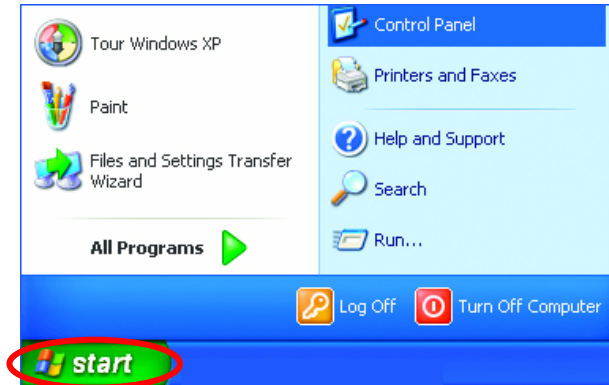 Tour Windows XP
Paint
Files and Settings Transfer
Wizard
All Programs
Control Panel
Printers and Faxes
Help and Support
Search
Run...
Log Off
Turn Off Computer
start